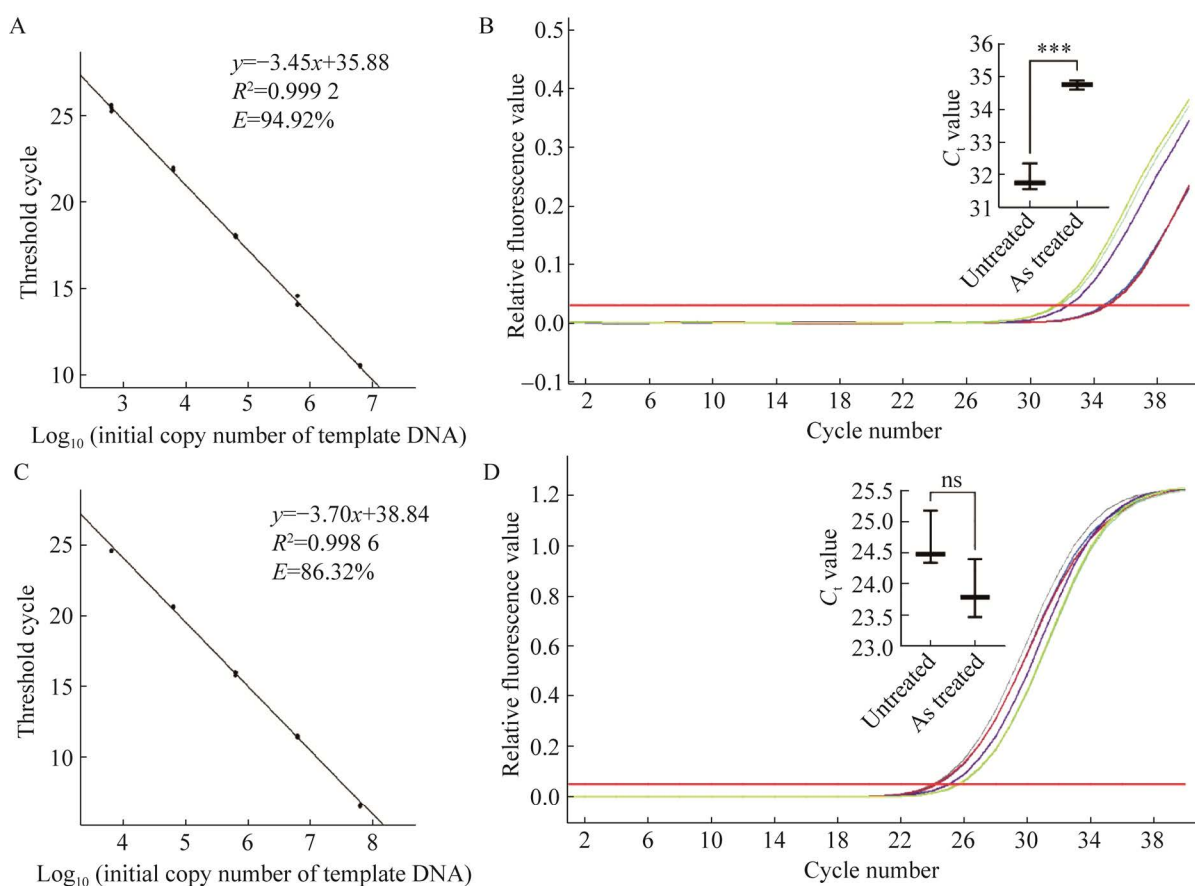 A
y=−3.45x+35.88
R²=0.999 2
E=94.92%
25
20
15
10
Threshold cycle
3 4 5 6 7
Log₁₀ (initial copy number of template DNA)
B
0.5
0.4
0.3
0.2
0.1
0.0
−0.1
Relative fluorescence value
36
35
34
33
32
31
Cₜ value
***
Untreated
As treated
2 6 10 14 18 22 26 30 34 38
Cycle number
C
y=−3.70x+38.84
R²=0.998 6
E=86.32%
25
20
15
10
Threshold cycle
4 5 6 7 8
Log₁₀ (initial copy number of template DNA)
D
1.2
1.0
0.8
0.6
0.4
0.2
0.0
Relative fluorescence value
25.5
25.0
24.5
24.0
23.5
23.0
Cₜ value
ns
Untreated
As treated
2 6 10 14 18 22 26 30 34 38
Cycle number